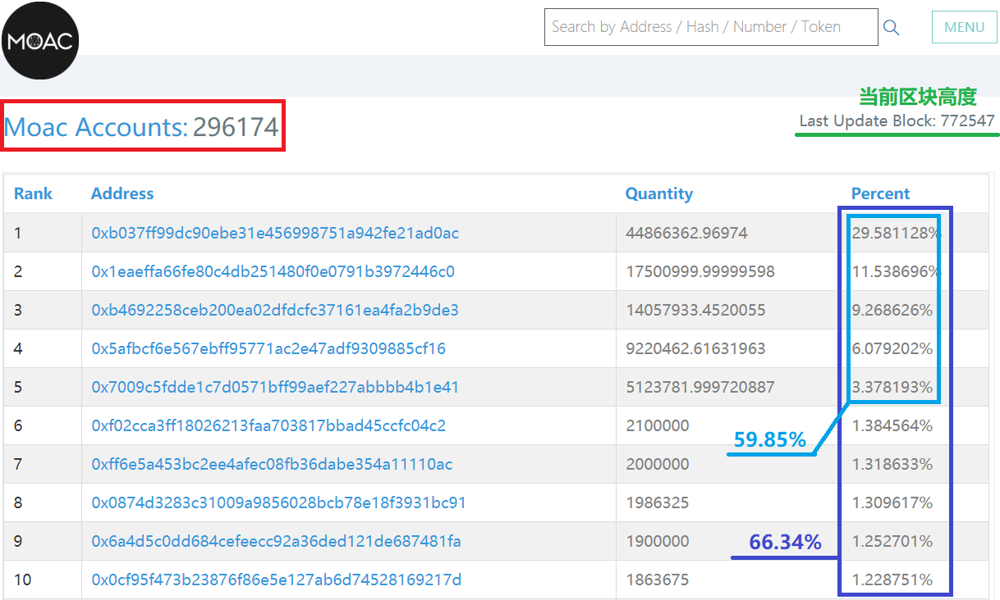 MOAC
Search by Address / Hash / Number / Token
MENU
当前区块高度
Moac Accounts: 296174
Last Update Block: 772547
Rank Address Quantity Percent
1 0xb037ff99dc90ebe31e456998751a942fe21ad0ac 44866362.96974 29.581128%
2 0x1eaeffa66fe80c4db251480f0e0791b3972446c0 17500999.99999598 11.538696%
3 0xb4692258ceb200ea02dfdcfc37161ea4fa2b9de3 14057933.4520055 9.268626%
4 0x5afbcf6e567ebff95771ac2e47adf9309885cf16 9220462.61631963 6.079202%
5 0x7009c5fdde1c7d0571bff99aef227abbbb4b1e41 5123781.999720887 3.378193%
6 0xf02cca3ff18026213faa703817bbad45ccfc04c2 2100000 1.384564%
59.85%
7 0xff6e5a453bc2ee4afec08fb36dabe354a11110ac 2000000 1.318633%
8 0x0874d3283c31009a9856028bcb78e18f3931bc91 1986325 1.309617%
9 0x6a4d5c0dd684cefeecc92a36ded121de687481fa 1900000 1.252701%
66.34%
10 0x0cf95f473b23876f86e5e127ab6d74528169217d 1863675 1.228751%